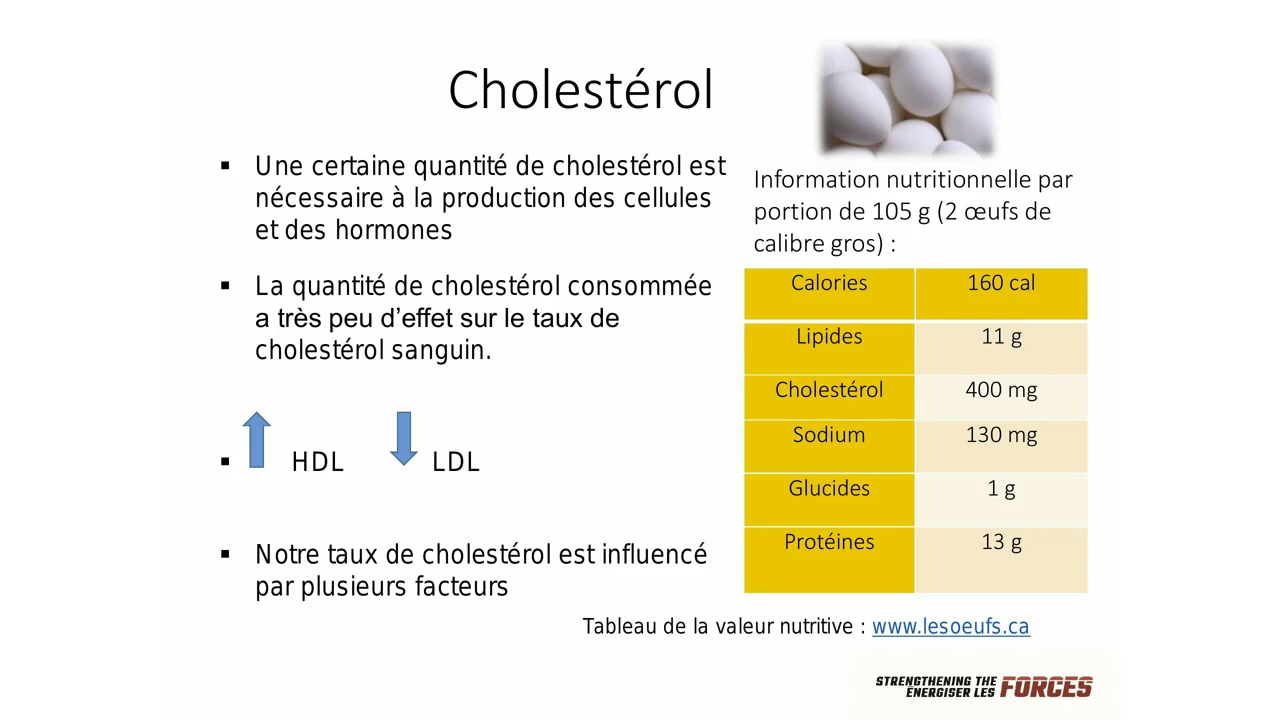 Cholestérol
▪ Une certaine quantité de cholestérol est
nécessaire à la production des cellules
et des hormones
▪ La quantité de cholestérol consommée
a très peu d’effet sur le taux de
cholestérol sanguin.
▪ HDL LDL
▪ Notre taux de cholestérol est influencé
par plusieurs facteurs
Information nutritionnelle par
portion de 105 g (2 œufs de
calibre gros) :
Calories 160 cal
Lipides 11 g
Cholestérol 400 mg
Sodium 130 mg
Glucides 1 g
Protéines 13 g
Tableau de la valeur nutritive : www.lesoeufs.ca
STRENGTHENING THE
ÉNERGISER LES FORCES